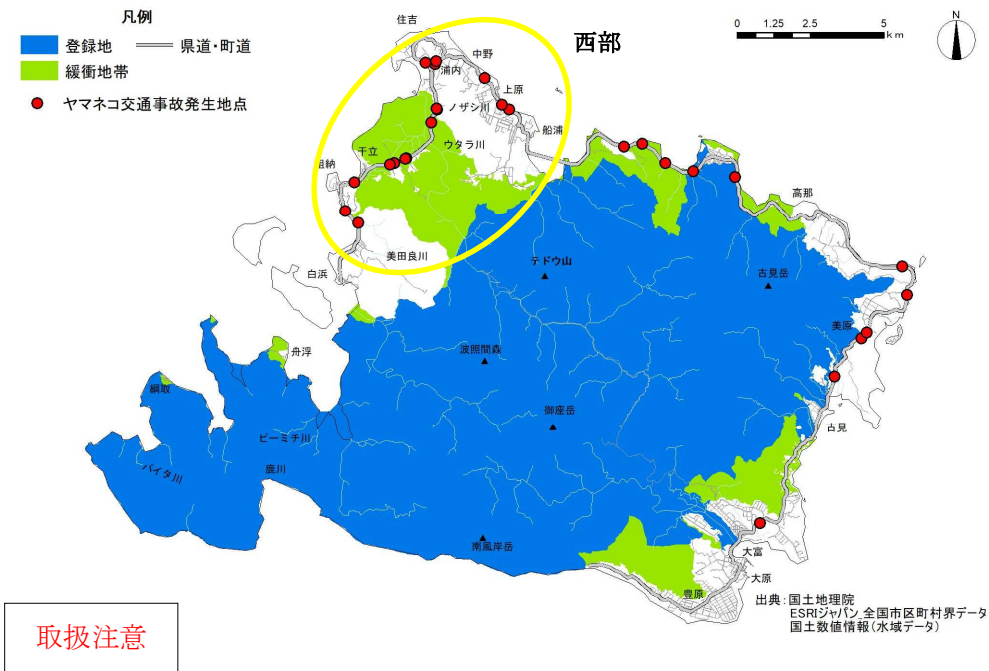 凡例
登録地
県道・町道
緩衝地帯
ヤマネコ交通事故発生地点
西部
0 1.25 2.5 5
km
N
住吉
中野
浦内
上原
ノザシ川
船浦
ウタラ川
干立
祖納
美田良川
白浜
高那
テドウ山
古見岳
美原
波照間森
舟浮
網取
御座岳
古見
ビーミチ川
鹿川
パイタ川
南風岸岳
大富
大原
豊原
出典:国土地理院
ESRIジャパン_全国市区町村界データ
国土数値情報(水域データ)
取扱注意